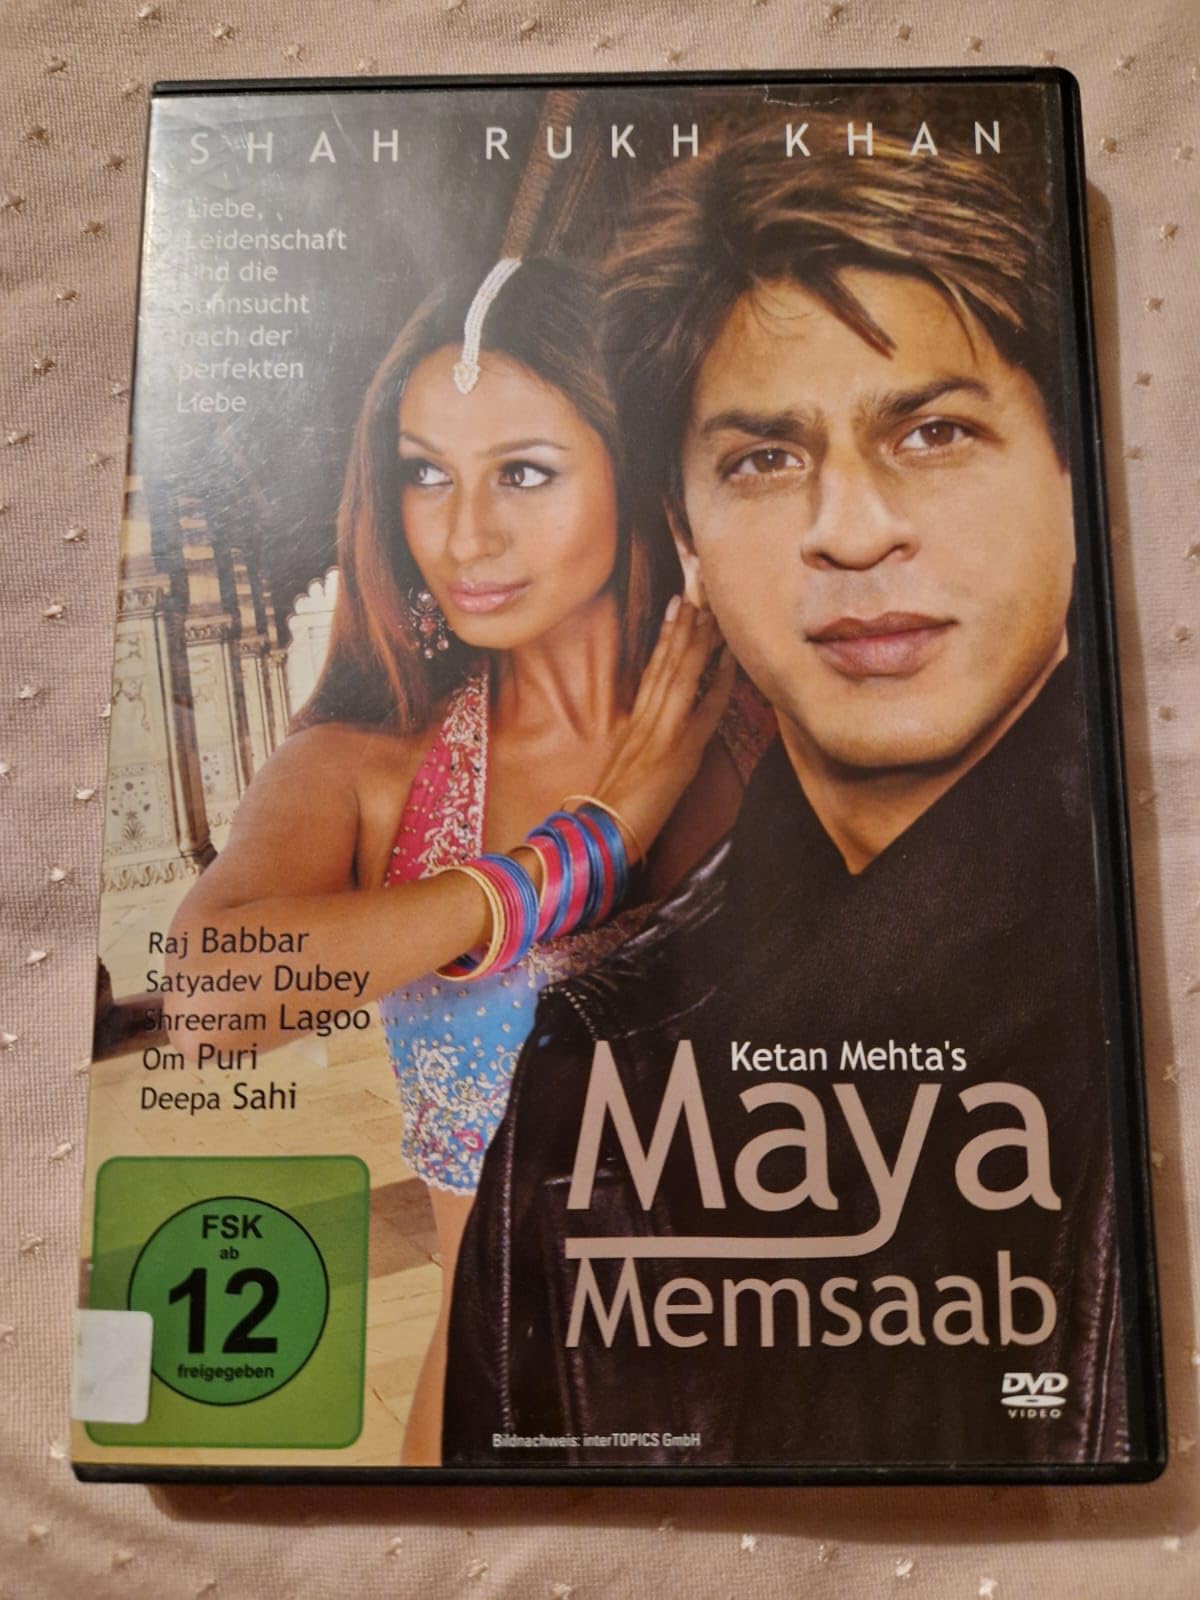 SHAH RUKH KHAN
Liebe,
Leidenschaft
und die
Sehnsucht
nach der
perfekten
Liebe
Raj Babbar
Satyadev Dubey
Shreeram Lagoo
Om Puri
Deepa Sahi
Ketan Mehta's
Maya
Memsaab
FSK
ab
12
freigegeben
DVD
VIDEO
Bildnachweis: interTOPICS GmbH